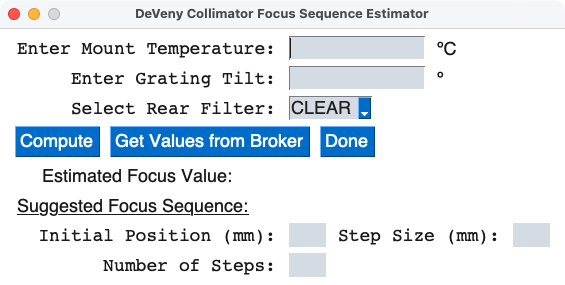 DeVeny Collimator Focus Sequence Estimator
Enter Mount Temperature: ºC
Enter Grating Tilt: º
Select Rear Filter: CLEAR
Compute Get Values from Broker Done
Estimated Focus Value:
Suggested Focus Sequence:
Initial Position (mm): Step Size (mm):
Number of Steps: